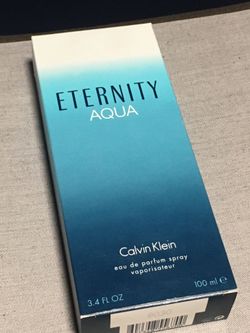 ETERNITY
AQUA
Calvin Klein
eau de parfum spray
vaporisateur
3.4 FL OZ 100 ml e